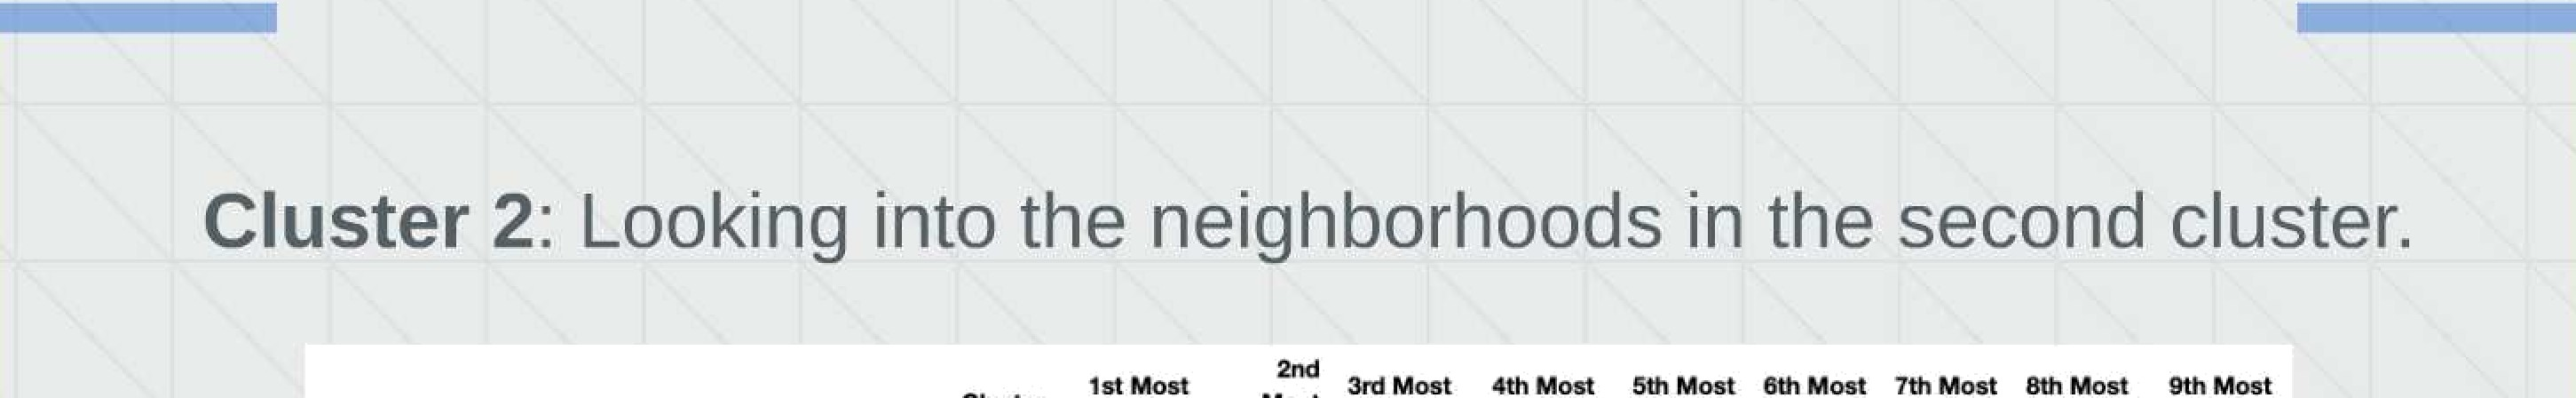 Cluster 2: Looking into the neighborhoods in the second cluster.
2nd
1st Most 3rd Most 4th Most 5th Most 6th Most 7th Most 8th Most 9th Most